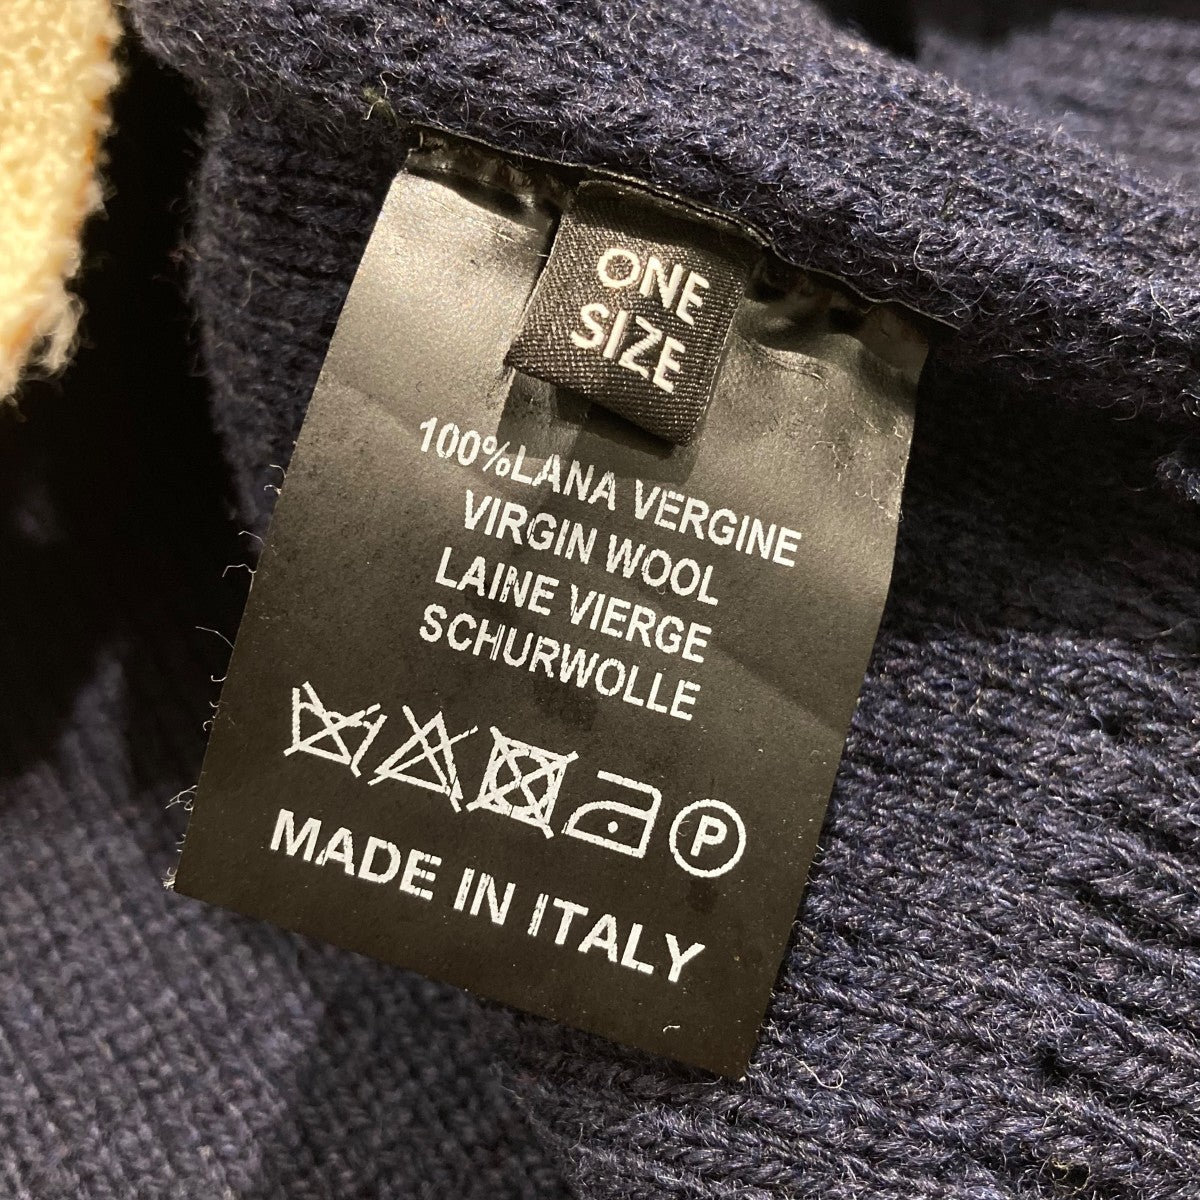 ONE
SIZE
100%LANA VERGINE
VIRGIN WOOL
LAINE VIERGE
SCHURWOLLE
P
MADE IN ITALY